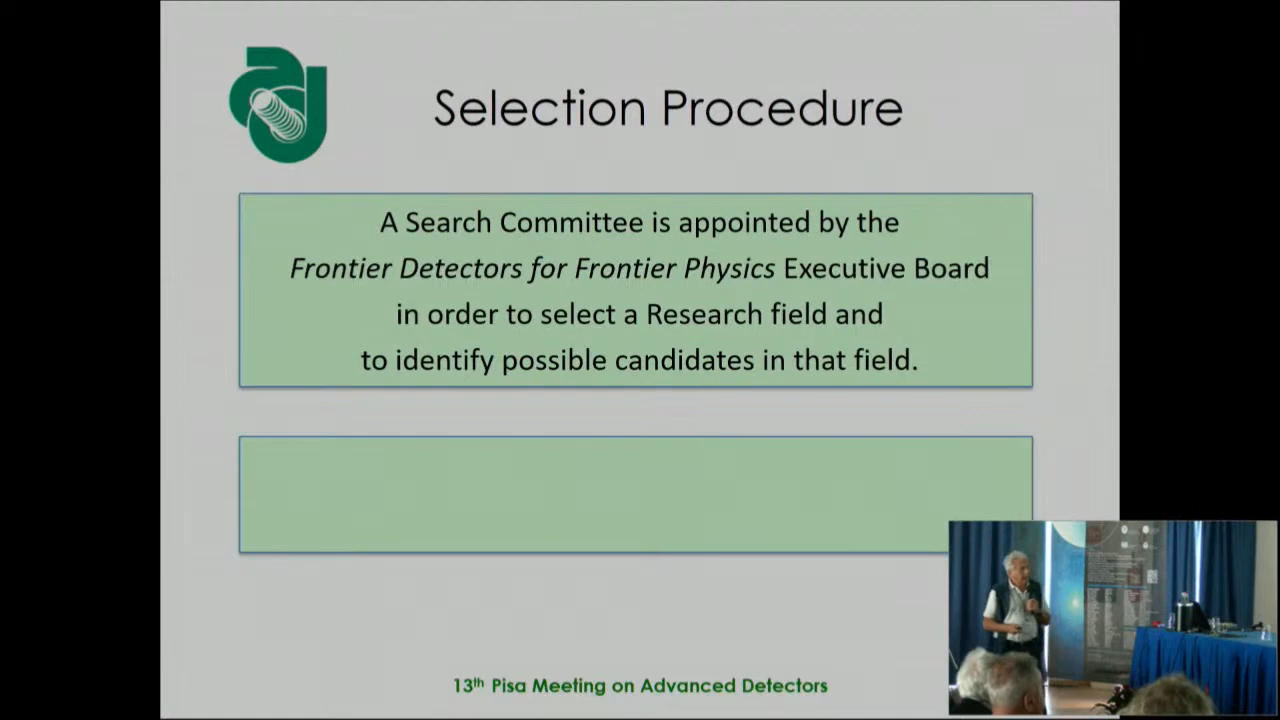 Selection Procedure
A Search Committee is appointed by the
Frontier Detectors for Frontier Physics Executive Board
in order to select a Research field and
to identify possible candidates in that field.
13th Pisa Meeting on Advanced Detectors